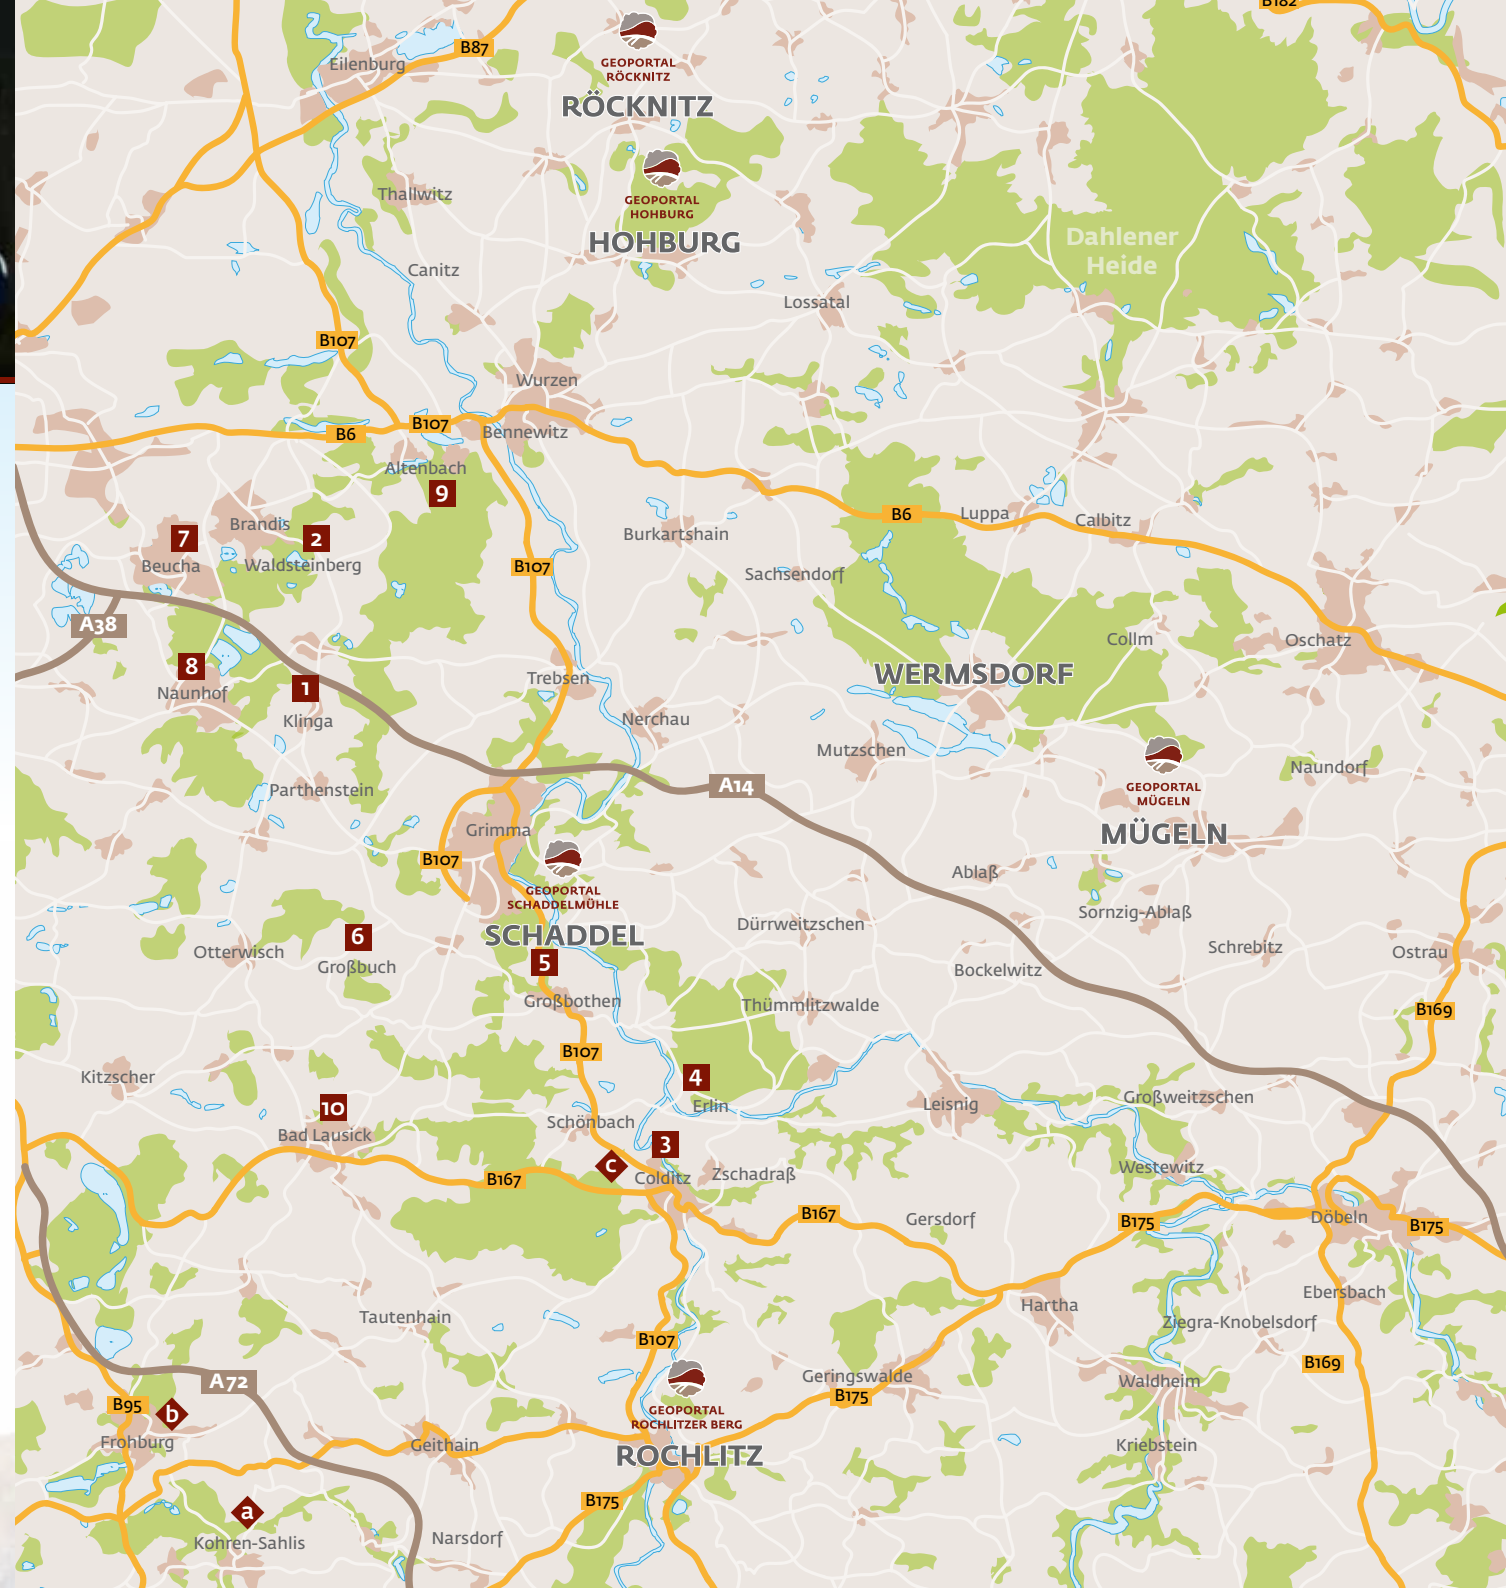 B182
B87
Eilenburg
GEOPORTAL
RÖCKNITZ
RÖCKNITZ
GEOPORTAL
HOHBURG
HOHBURG
Thallwitz
Dahlener
Heide
Canitz
Lossatal
B107
Wurzen
B6
B107
Bennewitz
Altenbach
9
B6
Luppa
Calbitz
7
Brandis
2
Burkartshain
Beucha
Waldsteinberg
B107
Sachsendorf
A38
Collm
Oschatz
8
Naunhof
1
Klinga
Trebsen
WERMSDORF
Nerchau
Mutzschen
GEOPORTAL
MÜGELN
MÜGELN
Naundorf
Parthenstein
A14
Grimma
B107
GEOPORTAL
SCHADDELMÜHLE
SCHADDEL
Ablaß
Sornzig-Ablaß
Dürrweitzschen
6
Otterwisch
Großbuch
5
Bockelwitz
Schrebitz
Ostrau
Großbothen
Thümmlitzwalde
B169
B107
Kitzscher
4
Erlin
Leisnig
Großweitzschen
10
Bad Lausick
Schönbach
3
c
Colditz
Zschadraß
Westewitz
B167
B167
Gersdorf
B175
Döbeln
B175
Tautenhain
Hartha
Ebersbach
Ziegra-Knobelsdorf
B107
B169
A72
GEOPORTAL
ROCHLITZER BERG
ROCHLITZ
Geringswalde
B175
Waldheim
B95
b
Frohburg
Geithain
Kriebstein
a
Kohren-Sahlis
B175
Narsdorf